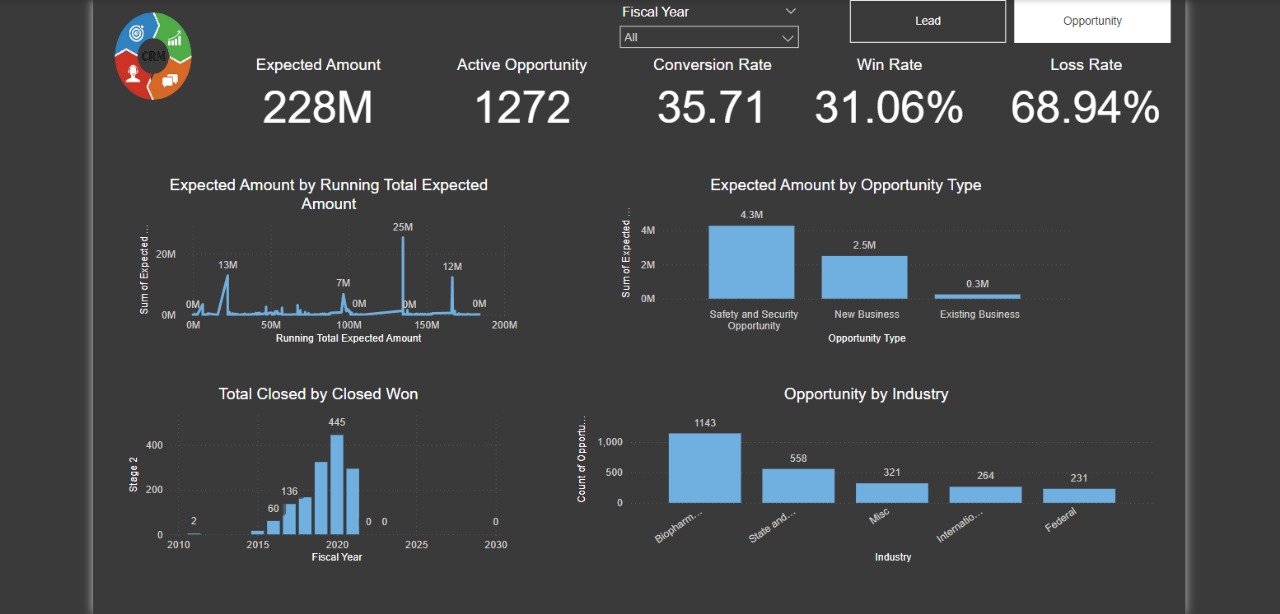 Fiscal Year
All
Lead
Opportunity
CRM
Expected Amount
Active Opportunity
Conversion Rate
Win Rate
Loss Rate
228M
1272
35.71
31.06%
68.94%
Expected Amount by Running Total Expected
Amount
Sum of Expected ...
20M
0M
0M
13M
7M
0M
25M
0M
12M
0M
0M
50M
100M
150M
200M
Running Total Expected Amount
Expected Amount by Opportunity Type
Sum of Expected ...
4M
2M
0M
4.3M
2.5M
0.3M
Safety and Security
Opportunity
New Business
Existing Business
Opportunity Type
Total Closed by Closed Won
Stage 2
400
200
0
2
60
136
445
0
0
0
2010
2015
2020
2025
2030
Fiscal Year
Opportunity by Industry
Count of Opportu...
1,000
500
0
1143
558
321
264
231
Biopharm...
State and...
Misc
Internatio...
Federal
Industry